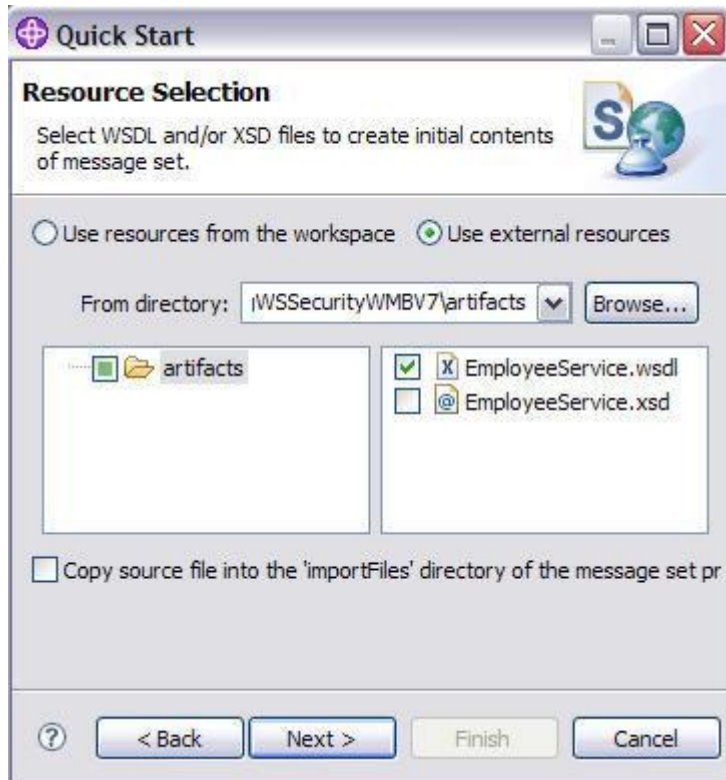 Quick Start
Resource Selection
Select WSDL and/or XSD files to create initial contents
of message set.
Use resources from the workspace Use external resources
From directory: WSSecurityWMBV7\artifacts Browse...
artifacts EmployeeService.wsdl
EmployeeService.xsd
Copy source file into the 'importFiles' directory of the message set pr
< Back Next > Finish Cancel